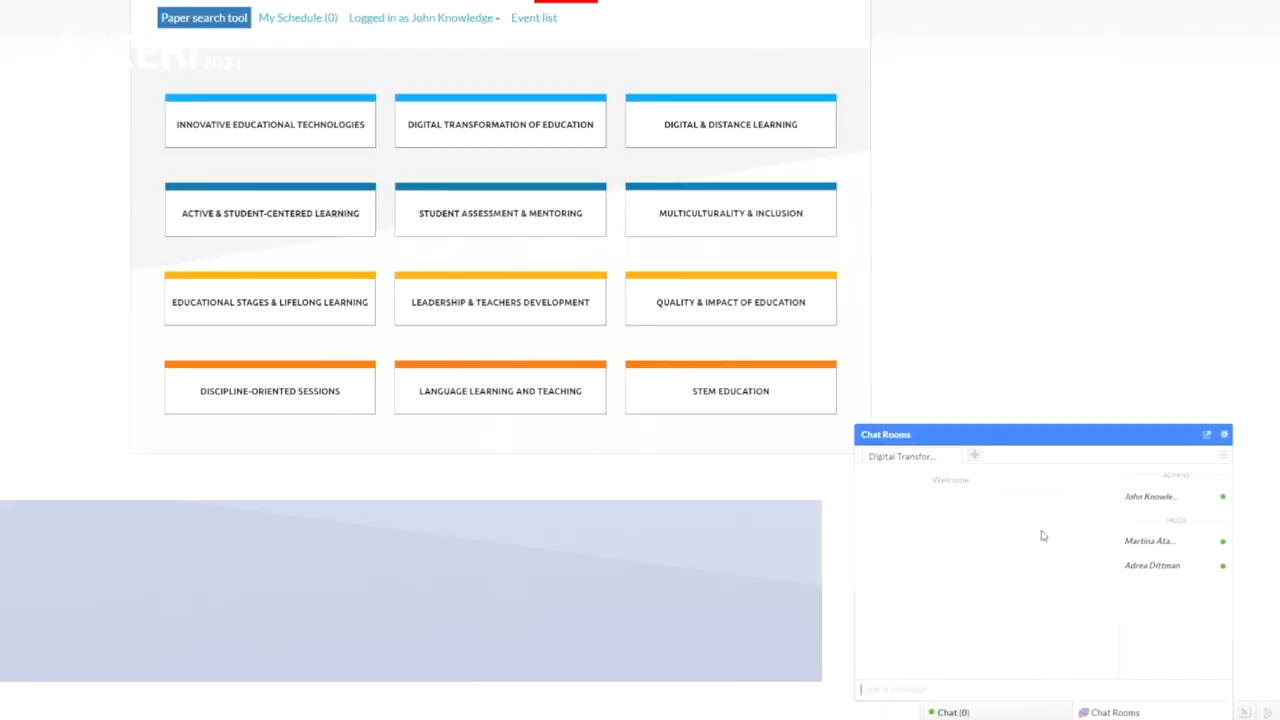 Paper search tool My Schedule (0) Logged in as John Knowledge Event list
2021
INNOVATIVE EDUCATIONAL TECHNOLOGIES DIGITAL TRANSFORMATION OF EDUCATION DIGITAL & DISTANCE LEARNING
ACTIVE & STUDENT-CENTERED LEARNING STUDENT ASSESSMENT & MENTORING MULTICULTURALITY & INCLUSION
EDUCATIONAL STAGES & LIFELONG LEARNING LEADERSHIP & TEACHERS DEVELOPMENT QUALITY & IMPACT OF EDUCATION
DISCIPLINE-ORIENTED SESSIONS LANGUAGE LEARNING AND TEACHING STEM EDUCATION
Chat Rooms
Digital Transfor...
Welcome
ADMINS
John Knowle...
MODS
Martina Ata...
Adrea Dittman
Type a message
Chat (0) Chat Rooms